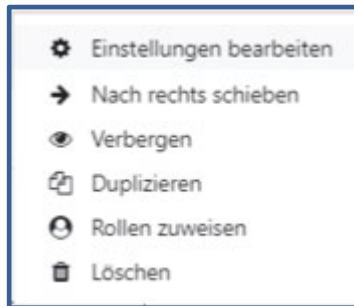 Einstellungen bearbeiten
Nach rechts schieben
Verbergen
Duplizieren
Rollen zuweisen
Löschen